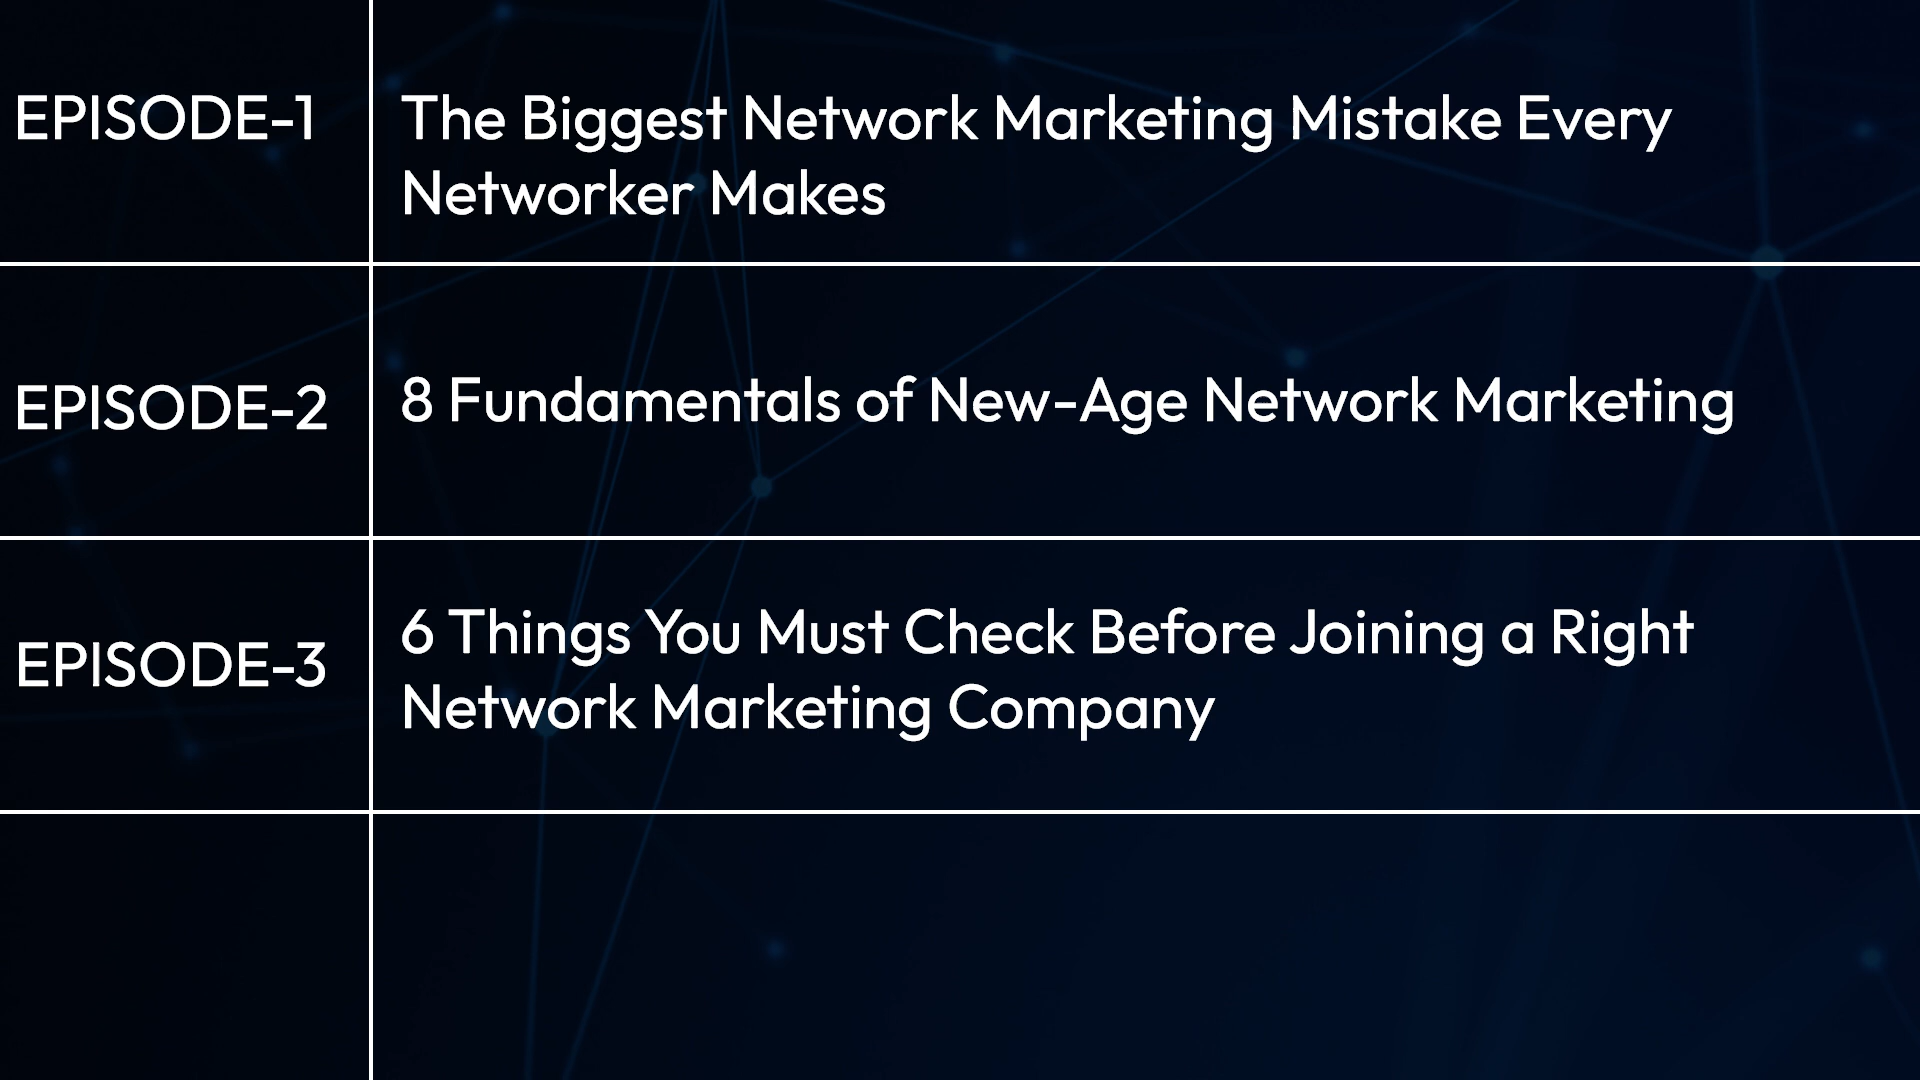 EPISODE-1
The Biggest Network Marketing Mistake Every
Networker Makes
EPISODE-2
8 Fundamentals of New-Age Network Marketing
EPISODE-3
6 Things You Must Check Before Joining a Right
Network Marketing Company